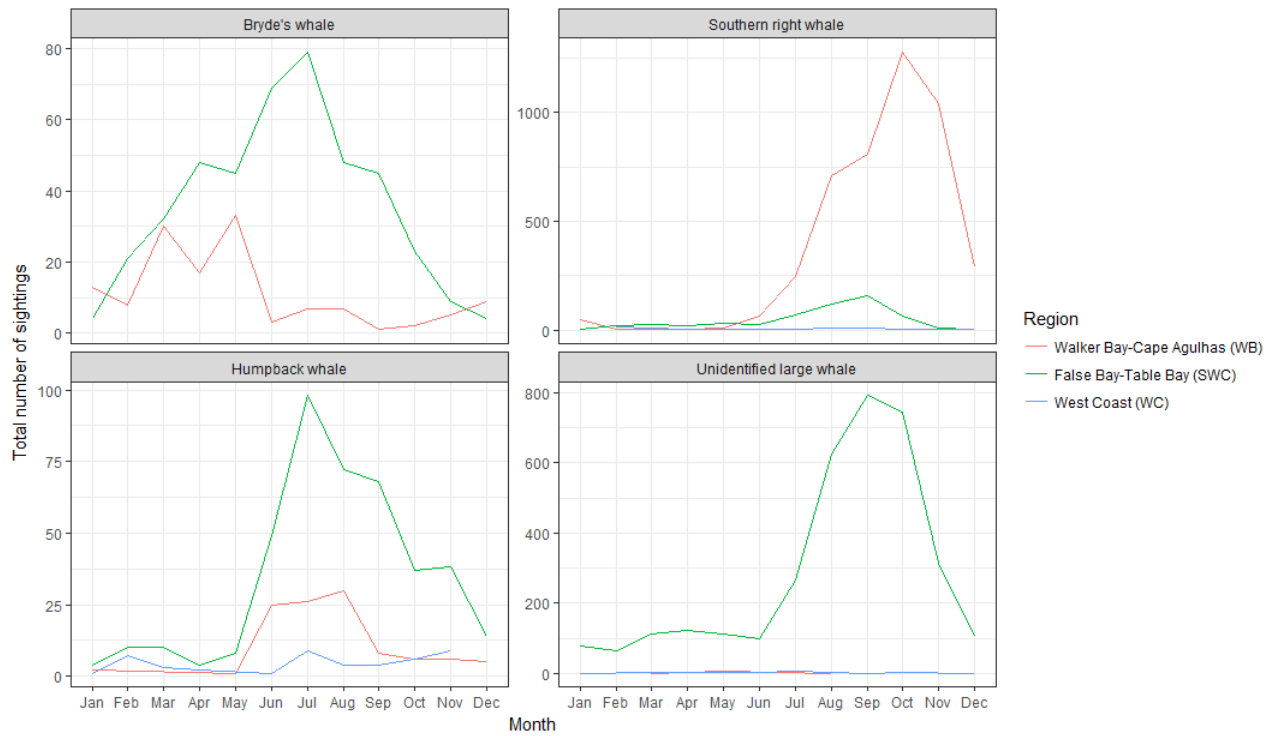 Bryde's whale
Southern right whale
80
60
40
20
0
1000
500
0
Humpback whale
Unidentified large whale
100
75
50
25
0
800
600
400
200
0
Jan Feb Mar Apr May Jun Jul Aug Sep Oct Nov Dec
Jan Feb Mar Apr May Jun Jul Aug Sep Oct Nov Dec
Month
Total number of sightings
Region
Walker Bay-Cape Agulhas (WB)
False Bay-Table Bay (SWC)
West Coast (WC)